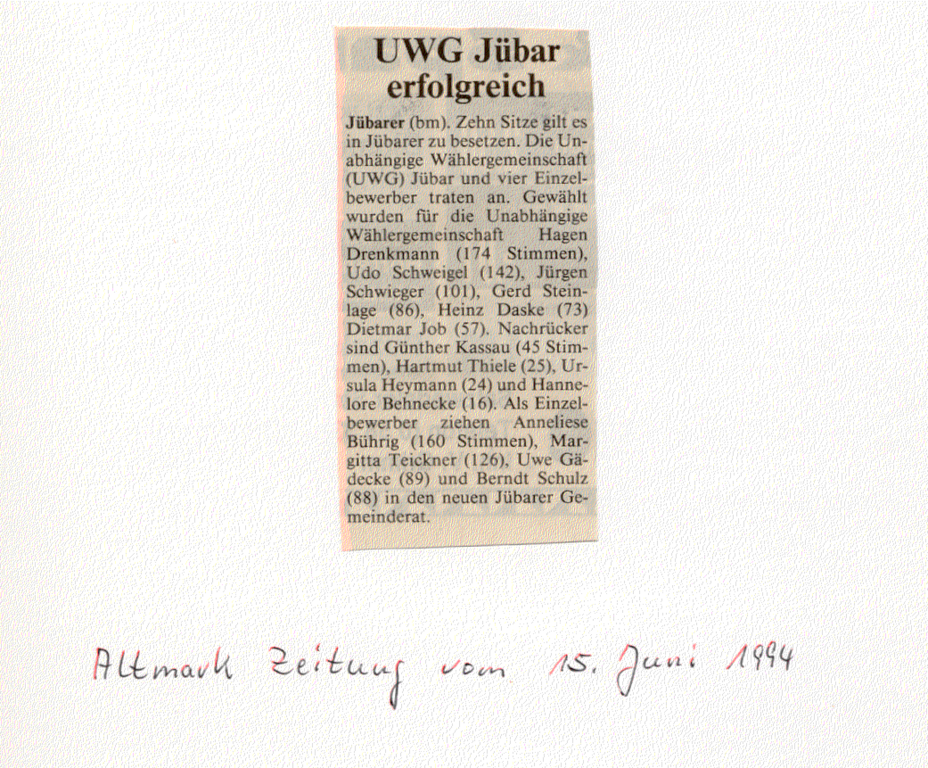 UWG Jübar
erfolgreich
Jübarer (bm). Zehn Sitze gilt es
in Jübarer zu besetzen. Die Un-
abhängige Wählergemeinschaft
(UWG) Jübar und vier Einzel-
bewerber traten an. Gewählt
wurden für die Unabhängige
Wählergemeinschaft Hagen
Drenkmann (174 Stimmen),
Udo Schweigel (142), Jürgen
Schwieger (101), Gerd Stein-
lage (86), Heinz Daske (73)
Dietmar Job (57). Nachrücker
sind Günther Kassau (45 Stim-
men), Hartmut Thiele (25), Ur-
sula Heymann (24) und Hanne-
lore Behnecke (16). Als Einzel-
bewerber ziehen Anneliese
Bührig (160 Stimmen), Mar-
gitta Teickner (126), Uwe Gä-
decke (89) und Berndt Schulz
(88) in den neuen Jübarer Ge-
meinderat.
Altmark Zeitung vom 15. Juni 1994